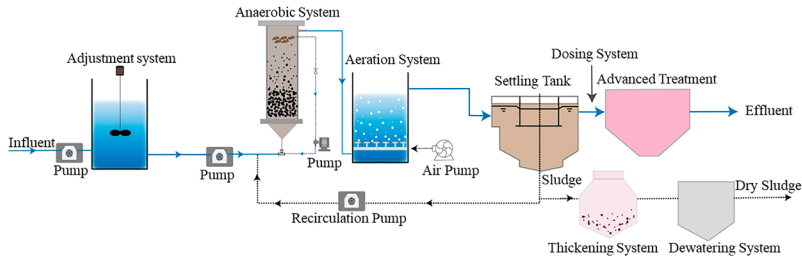 Anaerobic System
Adjustment system
Aeration System
Dosing System
Settling Tank
Advanced Treatment
Influent
Effluent
Pump
Pump
Pump
Air Pump
Sludge
Dry Sludge
Recirculation Pump
Thickening System
Dewatering System